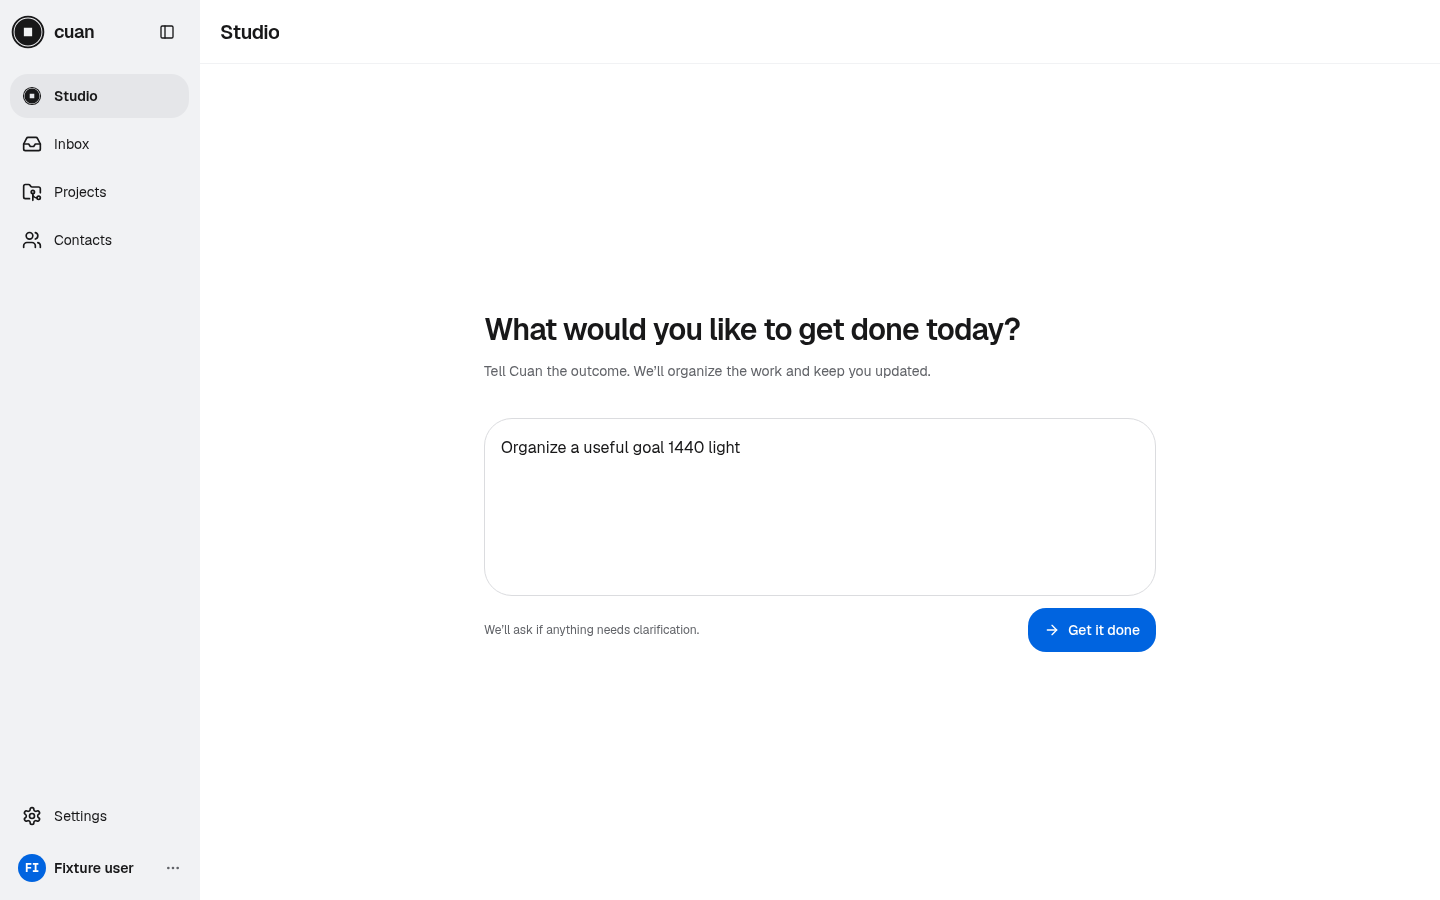 cuan
Studio
Inbox
Projects
Contacts
Settings
FI
Fixture user
Studio
What would you like to get done today?
Tell Cuan the outcome. We’ll organize the work and keep you updated.
Organize a useful goal 1440 light
We’ll ask if anything needs clarification.
Get it done